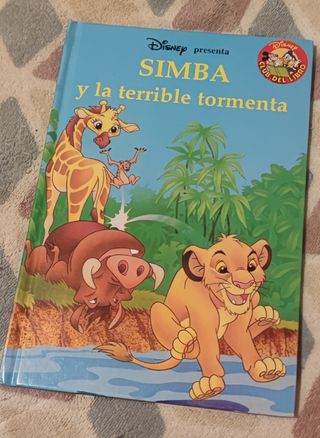 Disney presenta
SIMBA
y la terrible tormenta
Disney
CLUB DEL LIBRO